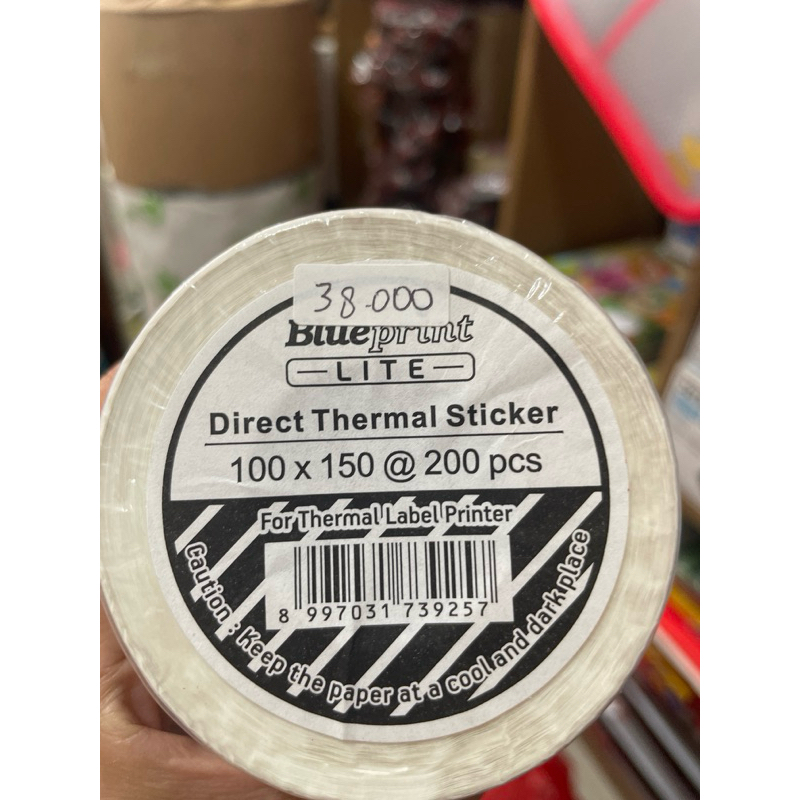 38.000
Blueprint
LITE
Direct Thermal Sticker
100 x 150 @ 200 pcs
For Thermal Label Printer
8 997031 739257
Caution : Keep the paper at a cool and dark place